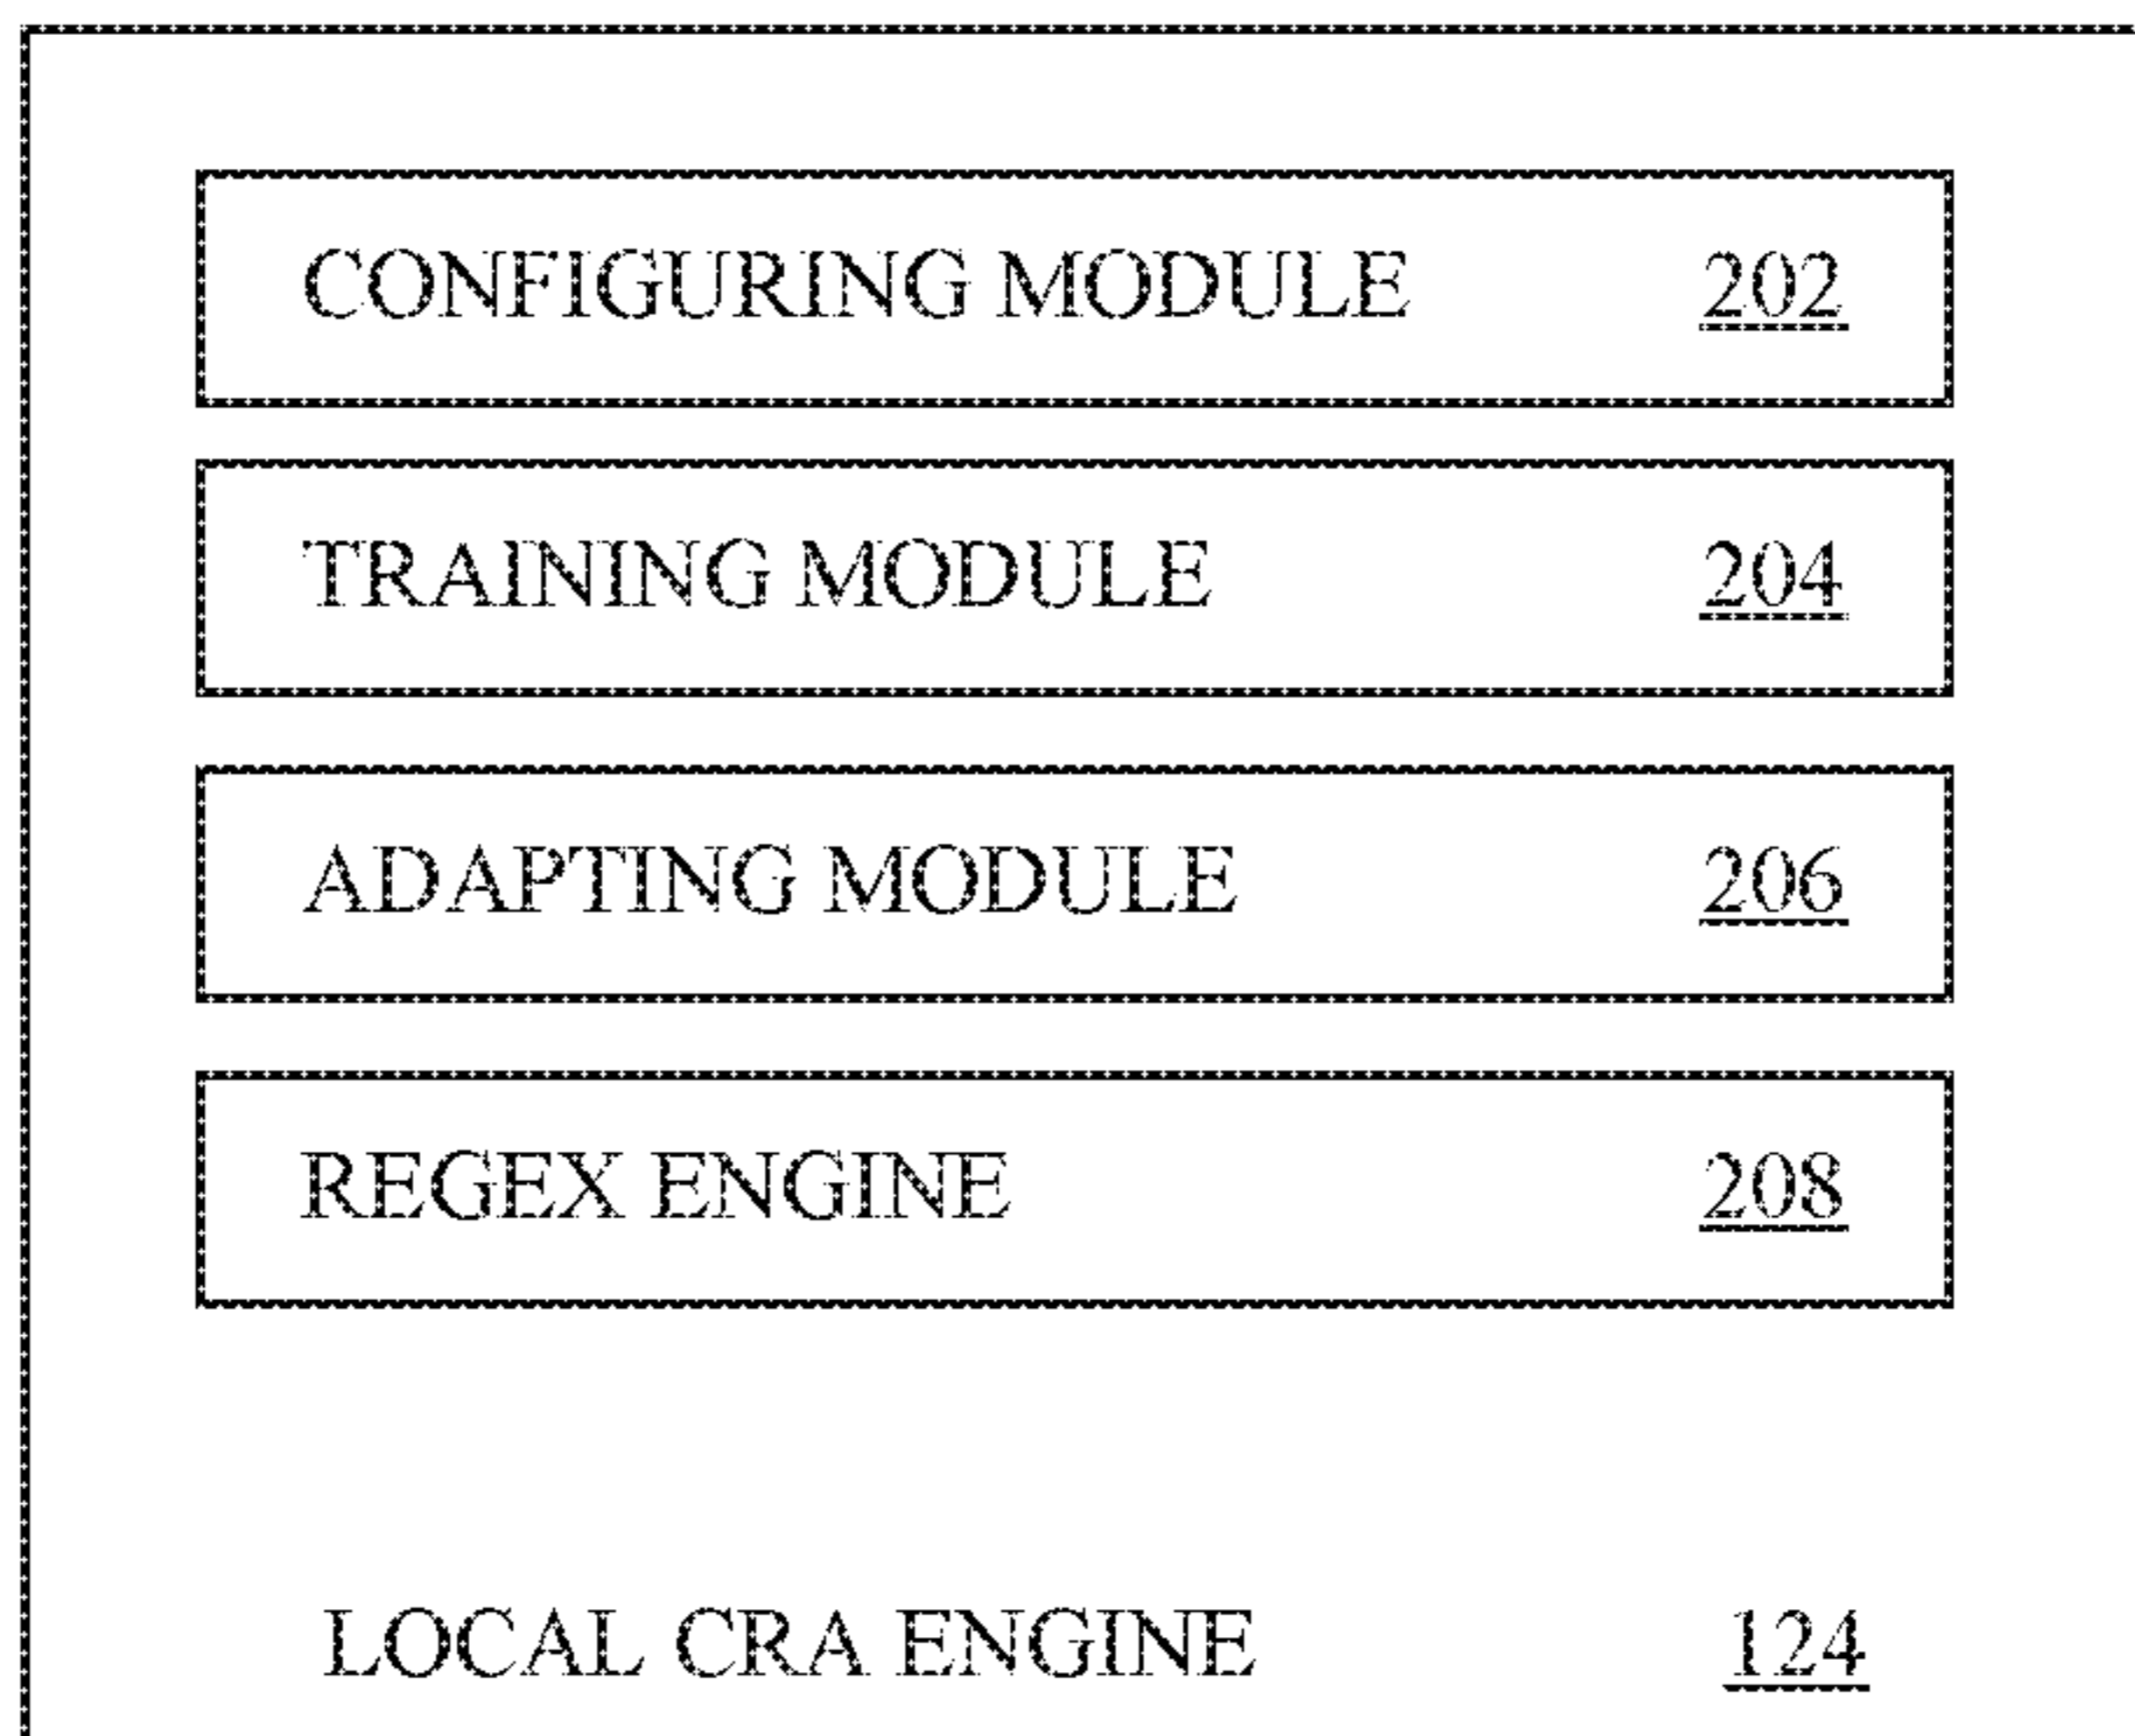 CONFIGURING MODULE 202
TRAINING MODULE 204
ADAPTING MODULE 206
REGEX ENGINE 208
LOCAL CRA ENGINE 124